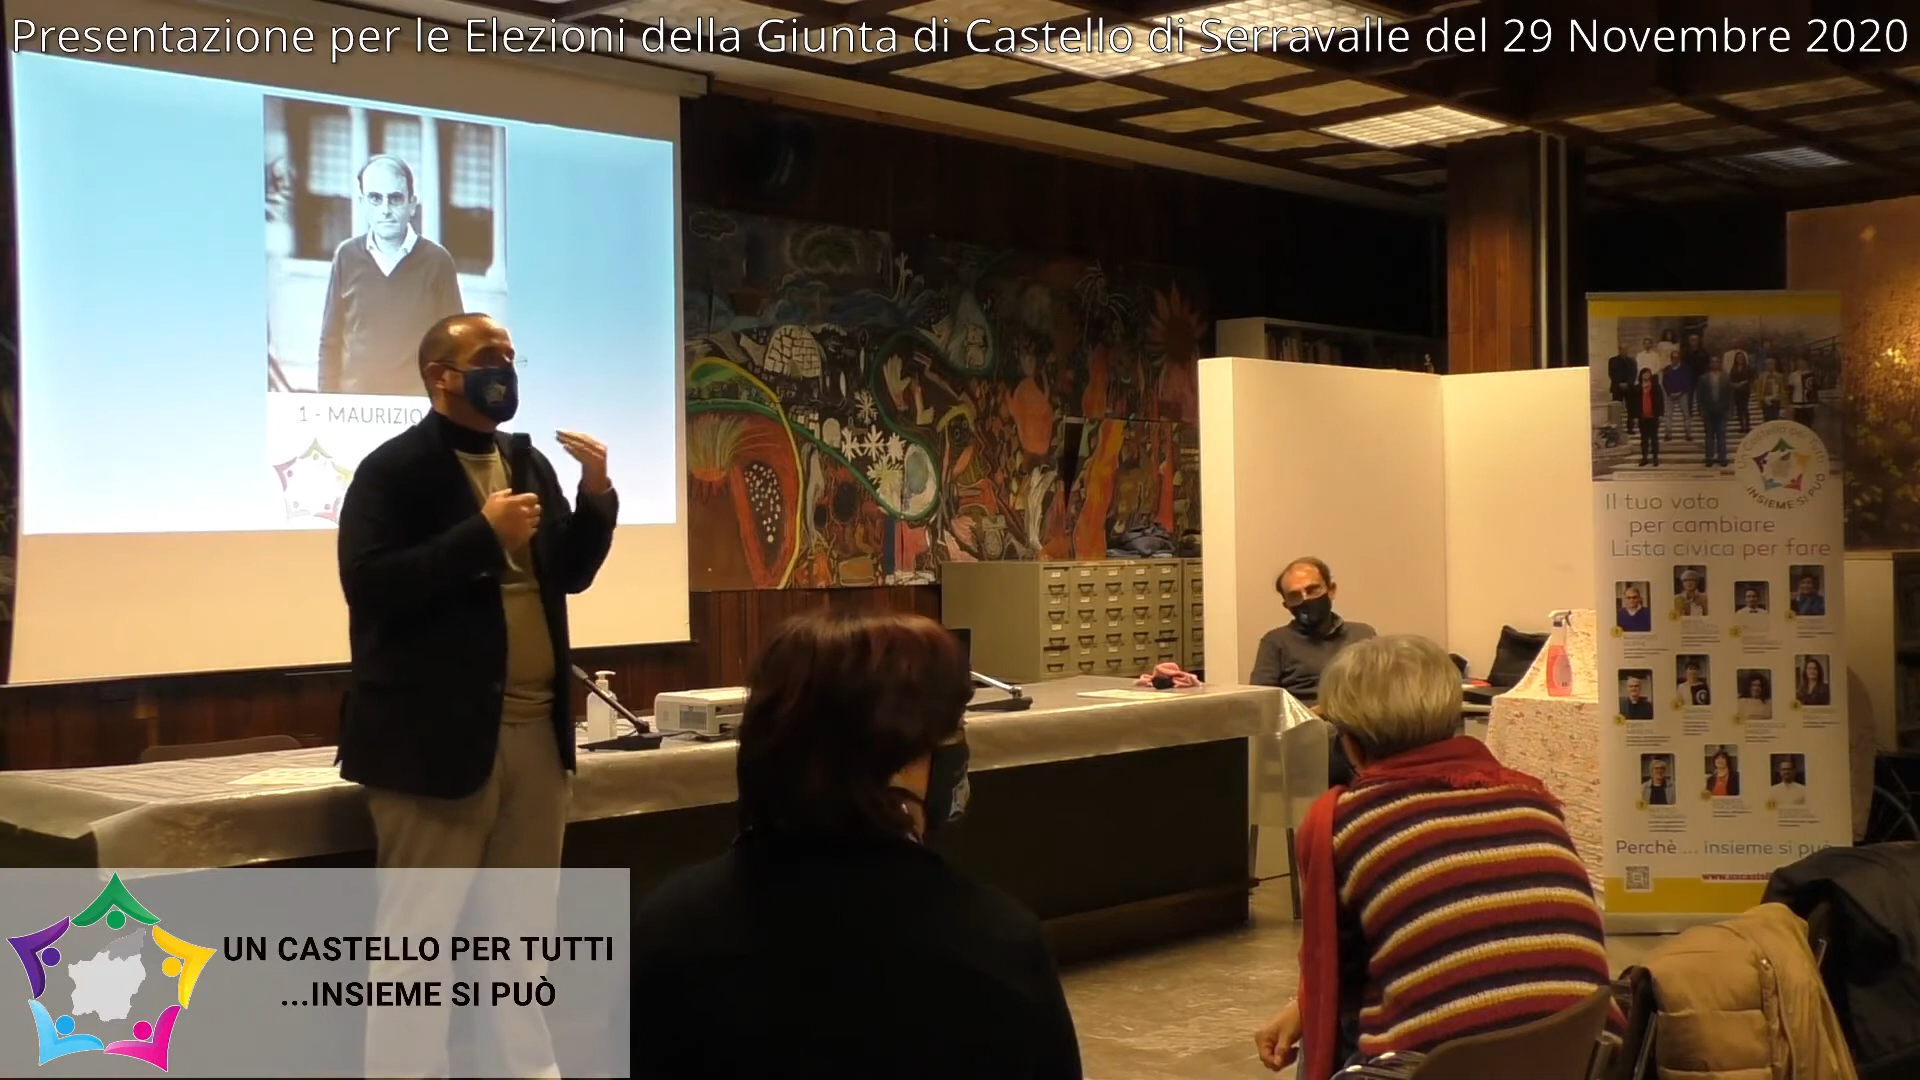 Presentazione per le Elezioni della Giunta di Castello di Serravalle del 29 Novembre 2020
1 - MAURIZIO
INSIEME SI PUÒ
Il tuo voto
per cambiare
Lista civica per fare
Perchè ... insieme si può
UN CASTELLO PER TUTTI
...INSIEME SI PUÒ